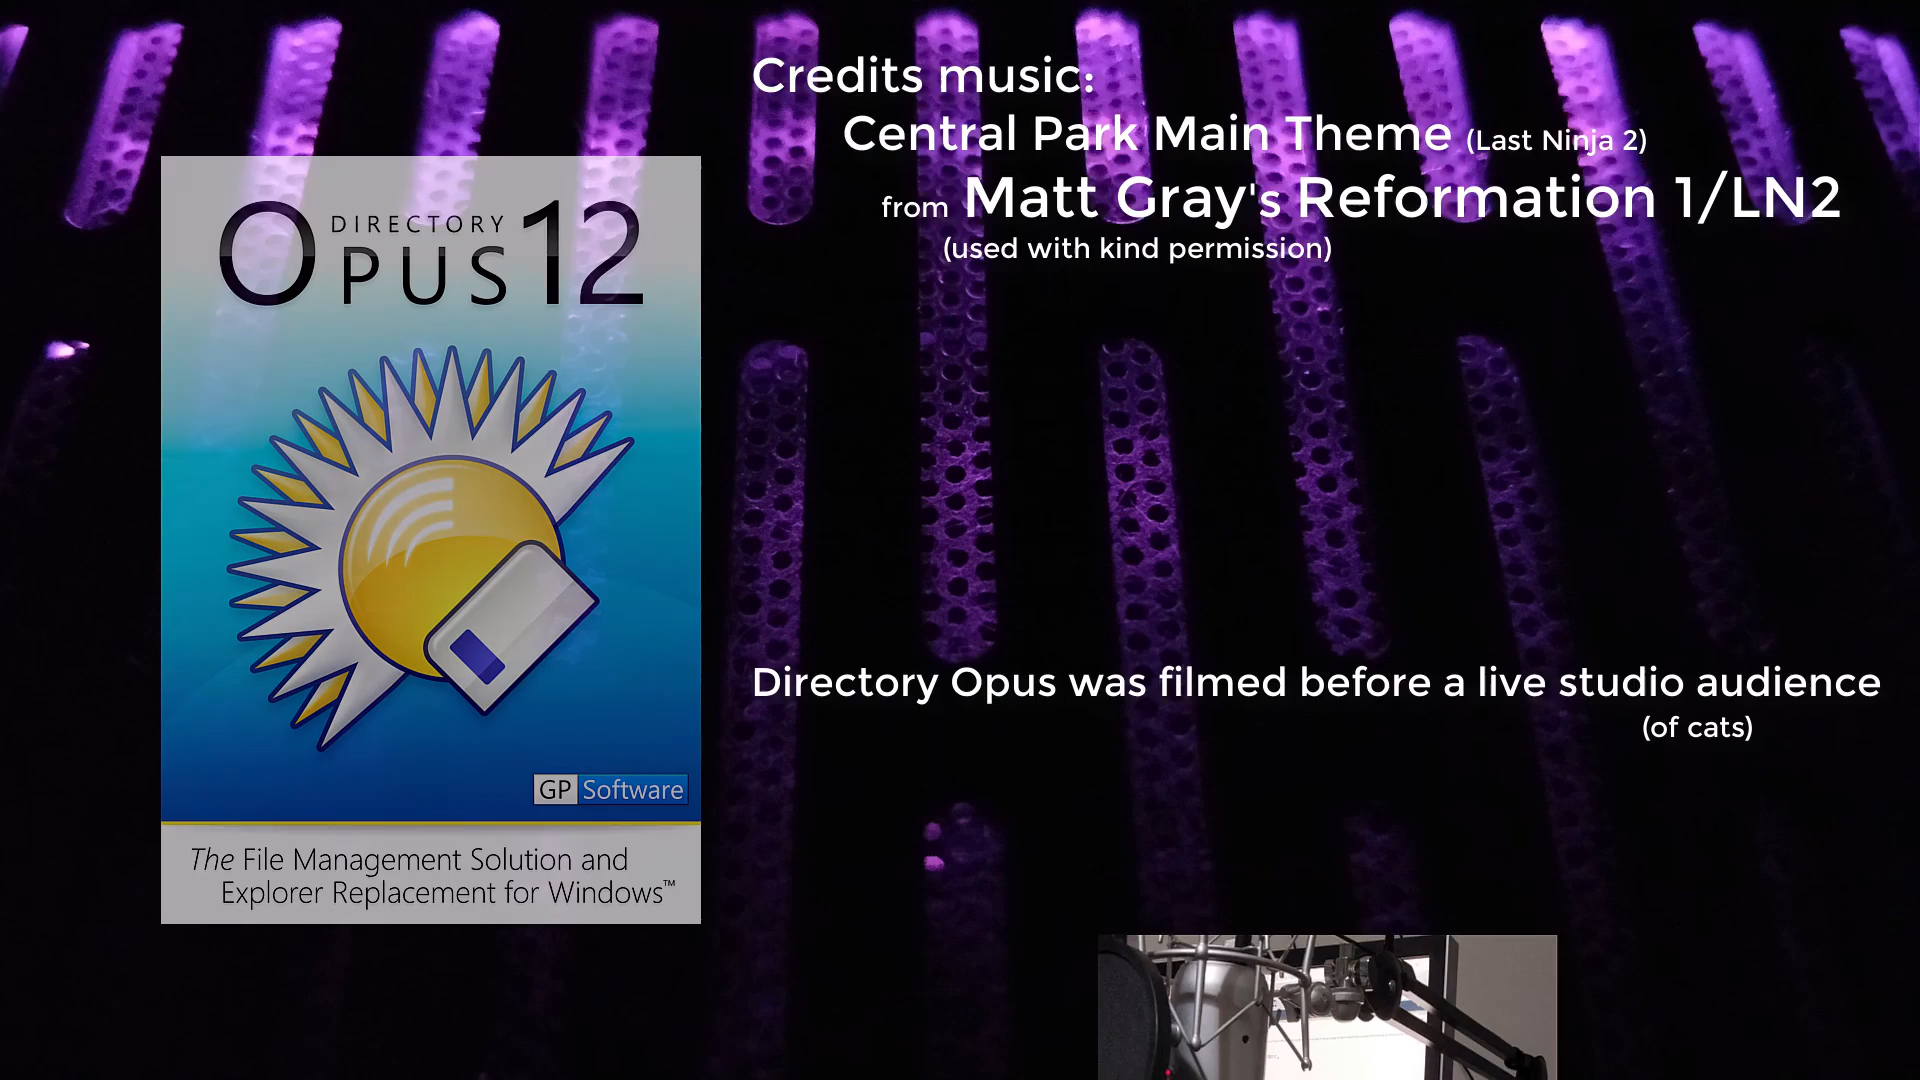 Credits music:
Central Park Main Theme (Last Ninja 2)
from Matt Gray's Reformation 1/LN2
(used with kind permission)
DIRECTORY
OPUS 12
GP Software
The File Management Solution and
Explorer Replacement for Windows™
Directory Opus was filmed before a live studio audience
(of cats)